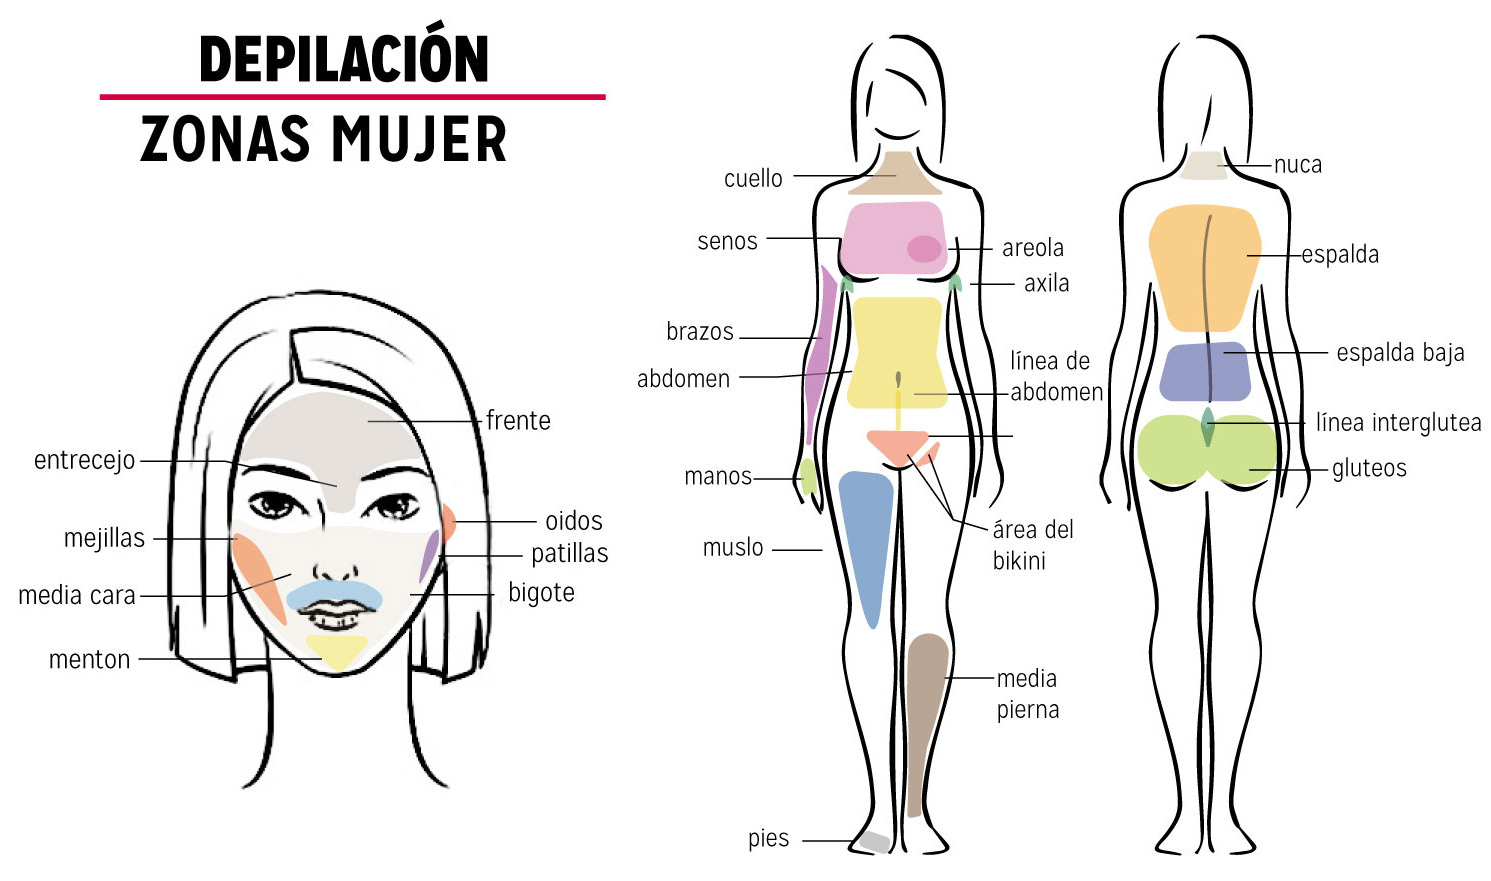 DEPILACIÓN
ZONAS MUJER
frente
entrecejo
oidos
mejillas
patillas
media cara
bigote
menton
cuello
senos
areola
axila
brazos
abdomen
línea de
abdomen
manos
área del
bikini
muslo
media
pierna
pies
nuca
espalda
espalda baja
línea interglutea
gluteos